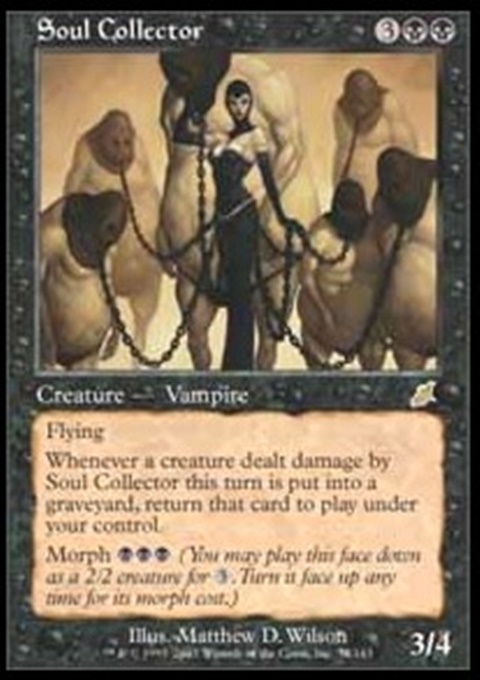 Soul Collector 3
Creature — Vampire
Flying
Whenever a creature dealt damage by
Soul Collector this turn is put into a
graveyard, return that card to play under
your control.
Morph (You may play this face down
as a 2/2 creature for 3. Turn it face up any
time for its morph cost.)
Illus. Matthew D. Wilson
3/4